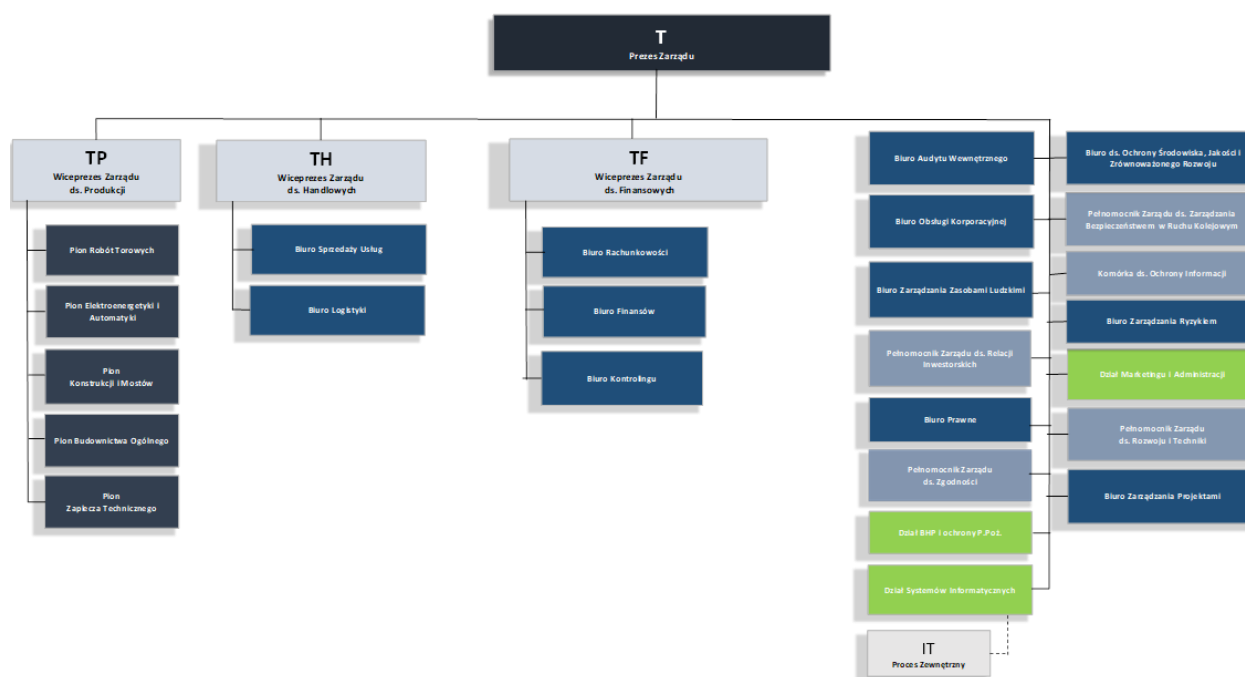 T
Prezes Zarządu
TP
Wiceprezes Zarządu
ds. Produkcji
Pion Robót Torowych
Pion Elektroenergetyki i
Automatyki
Pion
Konstrukcji i Mostów
Pion Budownictwa Ogólnego
Pion
Zaplecza Technicznego
TH
Wiceprezes Zarządu
ds. Handlowych
Biuro Sprzedaży Usług
Biuro Logistyki
TF
Wiceprezes Zarządu
ds. Finansowych
Biuro Rachunkowości
Biuro Finansów
Biuro Kontrolingu
Biuro Audytu Wewnętrznego
Biuro Obsługi Korporacyjnej
Biuro Zarządzania Zasobami Ludzkimi
Pełnomocnik Zarządu ds. Relacji
Inwestorskich
Biuro Prawne
Pełnomocnik Zarządu
ds. Zgodności
Dział BHP i ochrony P.Poż.
Dział Systemów Informatycznych
IT
Proces Zewnętrzny
Biuro ds. Ochrony Środowiska, Jakości i
Zrównoważonego Rozwoju
Pełnomocnik Zarządu ds. Zarządzania
Bezpieczeństwem w Ruchu Kolejowym
Komórka ds. Ochrony Informacji
Biuro Zarządzania Ryzykiem
Dział Marketingu i Administracji
Pełnomocnik Zarządu
ds. Rozwoju i Techniki
Biuro Zarządzania Projektami